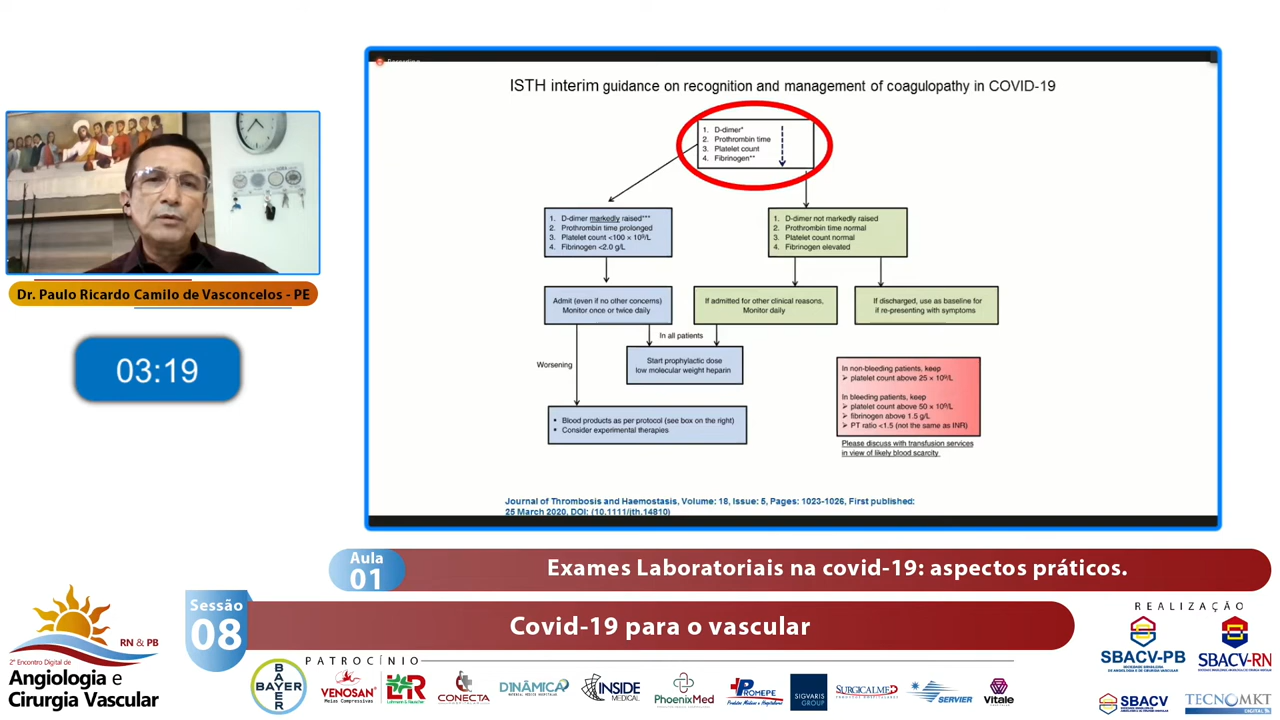 Recording
ISTH interim guidance on recognition and management of coagulopathy in COVID-19
1. D-dimer*
2. Prothrombin time
3. Platelet count
4. Fibrinogen**
1. D-dimer markedly raised***
2. Prothrombin time prolonged
3. Platelet count <100 × 10⁹/L
4. Fibrinogen <2.0 g/L
1. D-dimer not markedly raised
2. Prothrombin time normal
3. Platelet count normal
4. Fibrinogen elevated
Admit (even if no other concerns)
Monitor once or twice daily
If admitted for other clinical reasons,
Monitor daily
If discharged, use as baseline for
if re-presenting with symptoms
In all patients
Worsening
Start prophylactic dose
low molecular weight heparin
In non-bleeding patients, keep
➢ platelet count above 25 × 10⁹/L
In bleeding patients, keep
➢ platelet count above 50 × 10⁹/L
➢ fibrinogen above 1.5 g/L
➢ PT ratio <1.5 (not the same as INR)
▪ Blood products as per protocol (see box on the right)
▪ Consider experimental therapies
Please discuss with transfusion services
in view of likely blood scarcity
Journal of Thrombosis and Haemostasis, Volume: 18, Issue: 5, Pages: 1023-1026, First published:
25 March 2020, DOI: (10.1111/jth.14810)
Dr. Paulo Ricardo Camilo de Vasconcelos - PE
03:19
Aula
01
Exames Laboratoriais na covid-19: aspectos práticos.
Sessão
08
Covid-19 para o vascular
RN & PB
2º Encontro Digital de
Angiologia e
Cirurgia Vascular
PATROCÍNIO
BAYER
BAYER
VENOSAN
Meias Compressivas
L&R
Lohmann & Rauscher
CONECTA
DINÂMICA
INSIDE
MEDICAL
PhoenixMed
PROMEPE
Produtos Médicos e Hospitalares
SIGVARIS
GROUP
SURGICALMED
SERVIER
Vitale
REALIZAÇÃO
SBACV-PB
SBACV-RN
SBACV
TECNOMKT
DIGITAL